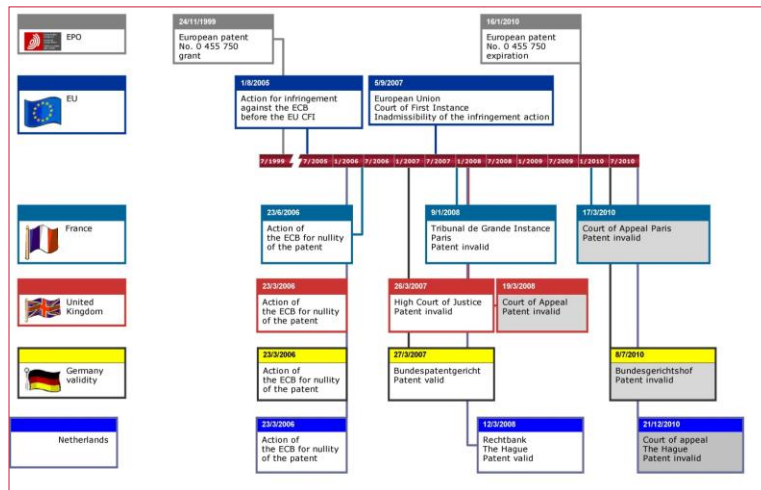 24/11/1999
European patent
No. 0 455 750
grant
16/1/2010
European patent
No. 0 455 750
expiration
EPO
EU
1/8/2005
Action for infringement
against the ECB
before the EU CFI
5/9/2007
European Union
Court of First Instance
Inadmissibility of the infringement action
7/1999 7/2005 1/2006 7/2006 1/2007 7/2007 1/2008 7/2008 1/2009 7/2009 1/2010 7/2010
France
23/6/2006
Action of
the ECB for nullity
of the patent
9/1/2008
Tribunal de Grande Instance
Paris
Patent invalid
17/3/2010
Court of Appeal Paris
Patent invalid
United
Kingdom
23/3/2006
Action of
the ECB for nullity
of the patent
26/3/2007
High Court of Justice
Patent invalid
19/3/2008
Court of Appeal
Patent invalid
Germany
validity
23/3/2006
Action of
the ECB for nullity
of the patent
27/3/2007
Bundespatentgericht
Patent valid
8/7/2010
Bundesgerichtshof
Patent invalid
Netherlands
23/3/2006
Action of
the ECB for nullity
of the patent
12/3/2008
Rechtbank
The Hague
Patent valid
21/12/2010
Court of appeal
The Hague
Patent invalid